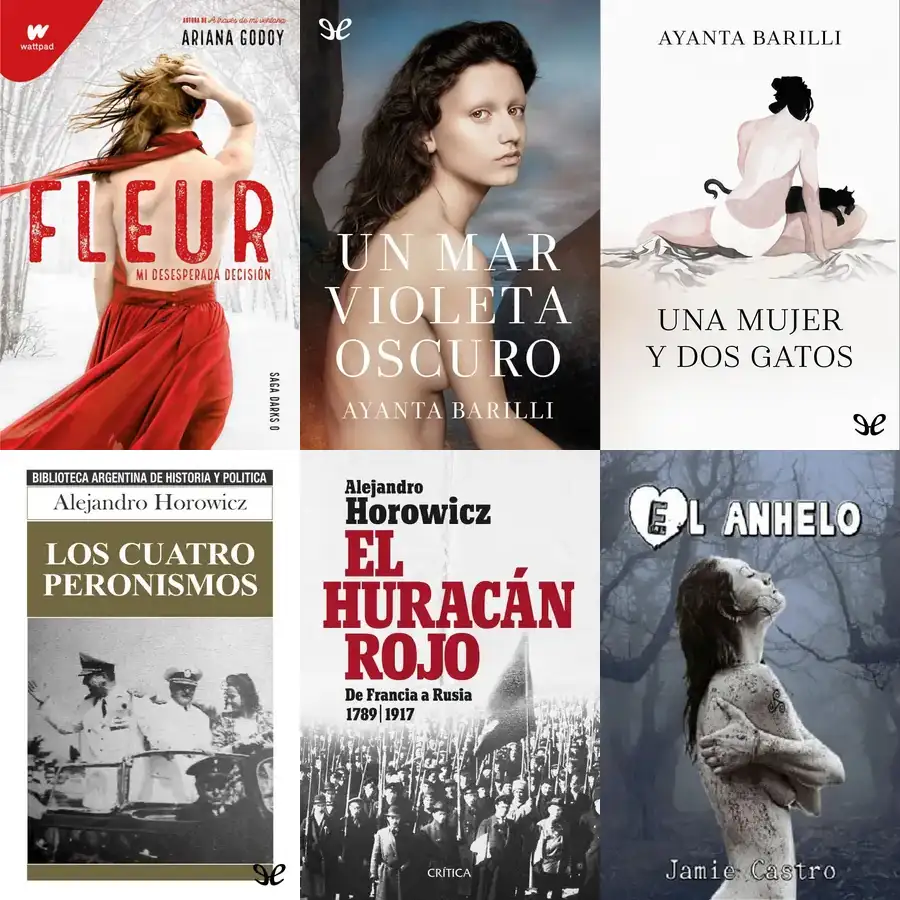 wattpad
AUTORA DE A través de mi ventana
ARIANA GODOY
FLEUR
MI DESESPERADA DECISIÓN
SAGA DARKS 0
UN MAR
VIOLETA
OSCURO
AYANTA BARILLI
AYANTA BARILLI
UNA MUJER
Y DOS GATOS
BIBLIOTECA ARGENTINA DE HISTORIA Y POLITICA
Alejandro Horowicz
LOS CUATRO
PERONISMOS
Alejandro
Horowicz
EL
HURACÁN
ROJO
De Francia a Rusia
1789 | 1917
CRÍTICA
EL ANHELO
Jamie Castro